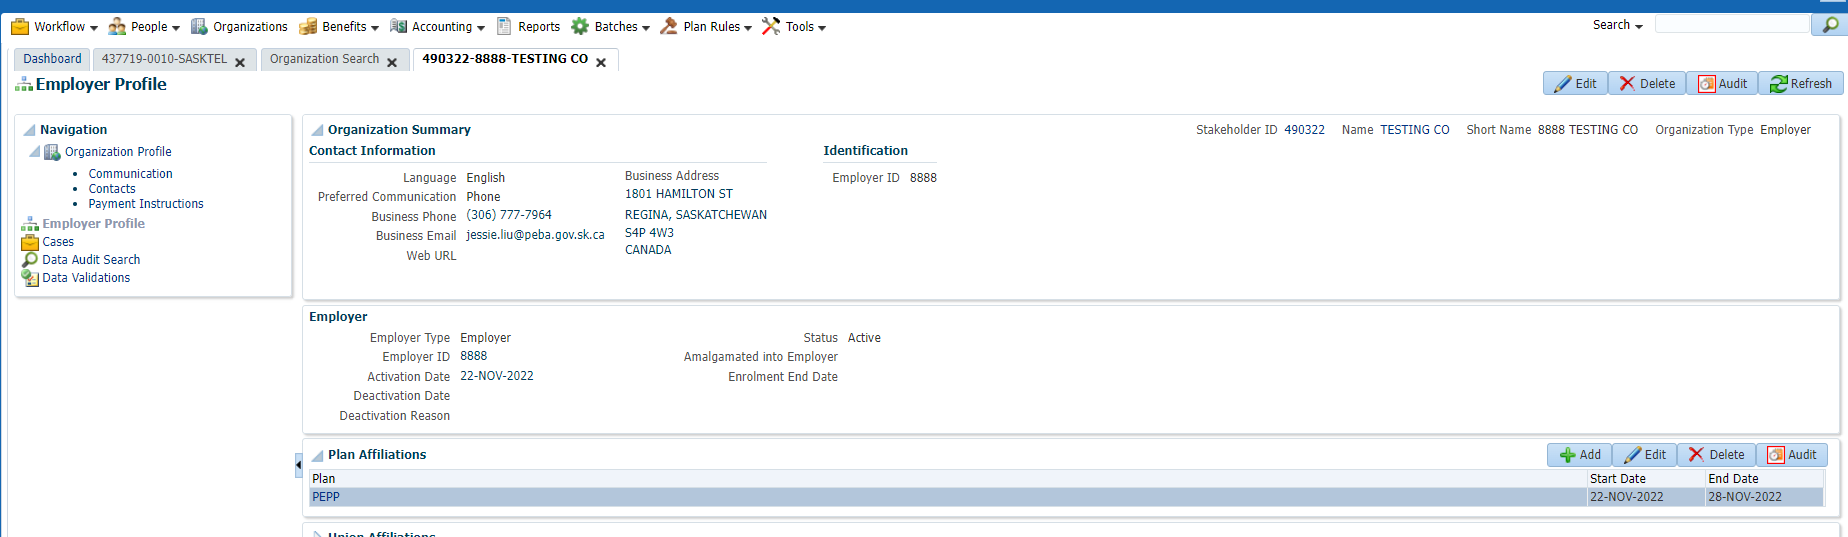 Workflow People Organizations Benefits Accounting Reports Batches Plan Rules Tools Search
Dashboard 437719-0010-SASKTEL Organization Search 490322-8888-TESTING CO
Employer Profile Edit Delete Audit Refresh
Navigation
Organization Profile
• Communication
• Contacts
• Payment Instructions
Employer Profile
Cases
Data Audit Search
Data Validations
Organization Summary Stakeholder ID 490322 Name TESTING CO Short Name 8888 TESTING CO Organization Type Employer
Contact Information
Language English
Preferred Communication Phone
Business Phone (306) 777-7964
Business Email jessie.liu@peba.gov.sk.ca
Web URL
Business Address
1801 HAMILTON ST
REGINA, SASKATCHEWAN
S4P 4W3
CANADA
Identification
Employer ID 8888
Employer
Employer Type Employer
Employer ID 8888
Activation Date 22-NOV-2022
Deactivation Date
Deactivation Reason
Status Active
Amalgamated into Employer
Enrolment End Date
Plan Affiliations Add Edit Delete Audit
Plan Start Date End Date
PEPP 22-NOV-2022 28-NOV-2022
Union Affiliations